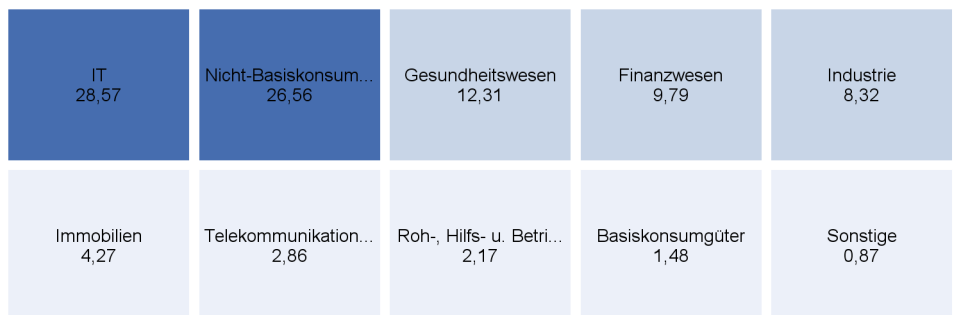 IT
28,57
Nicht-Basiskonsum...
26,56
Gesundheitswesen
12,31
Finanzwesen
9,79
Industrie
8,32
Immobilien
4,27
Telekommunikation...
2,86
Roh-, Hilfs- u. Betri...
2,17
Basiskonsumgüter
1,48
Sonstige
0,87